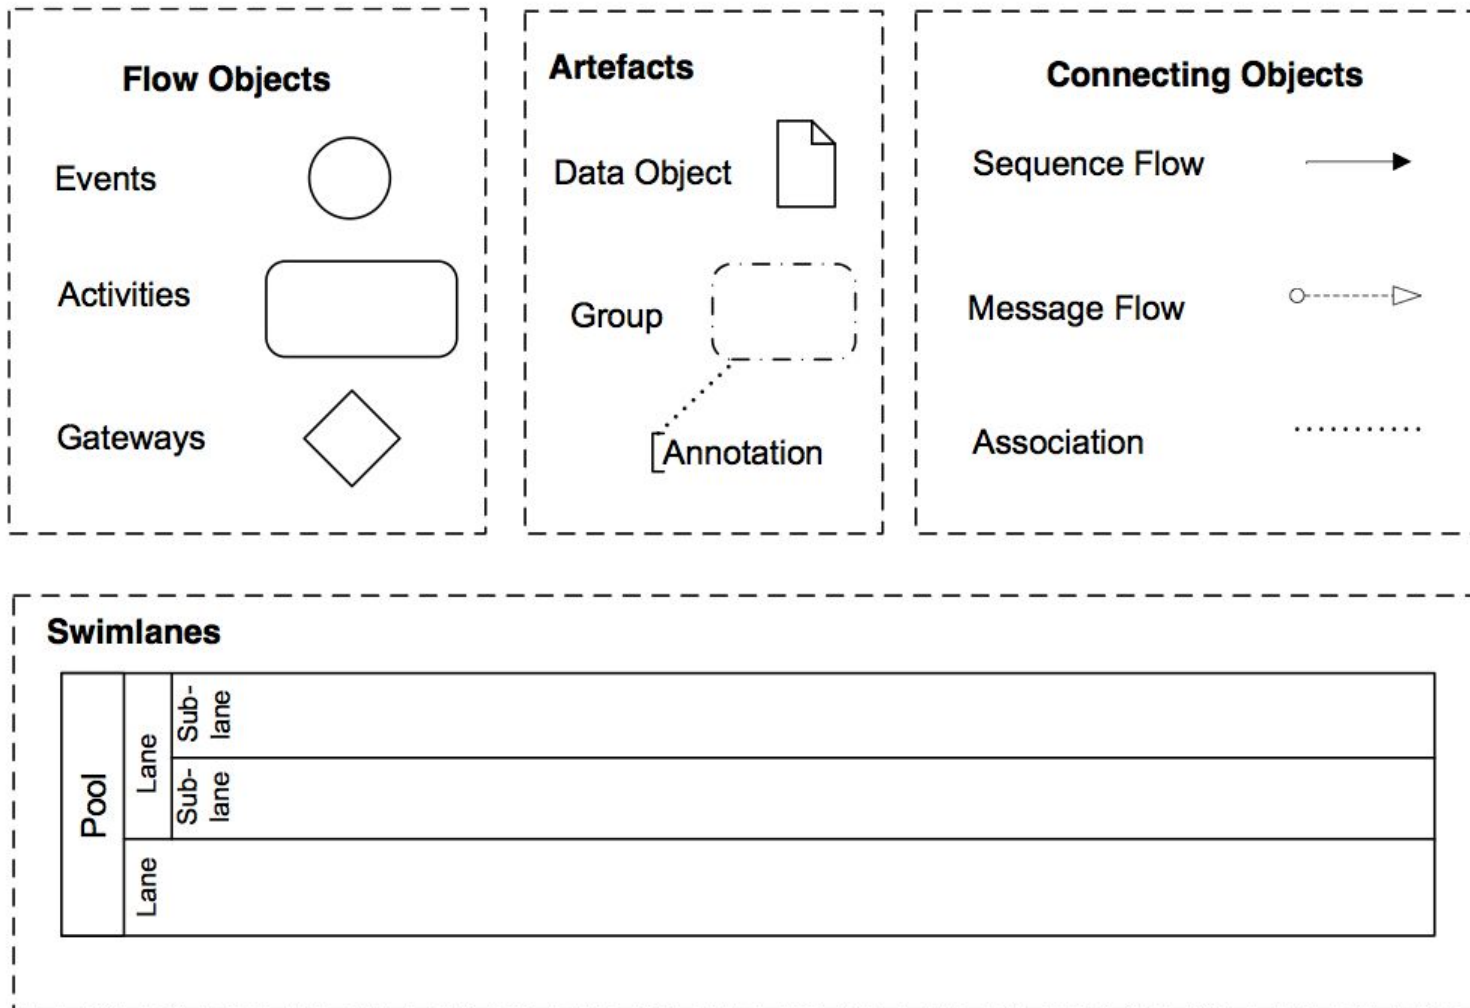 Flow Objects
Events
Activities
Gateways
Artefacts
Data Object
Group
Annotation
Connecting Objects
Sequence Flow
Message Flow
Association
Swimlanes
Pool
Lane
Sub-
lane
Sub-
lane
Lane